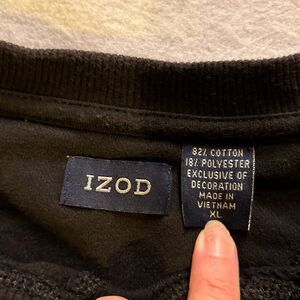 IZOD
82% COTTON
18% POLYESTER
EXCLUSIVE OF
DECORATION
MADE IN
VIETNAM
XL